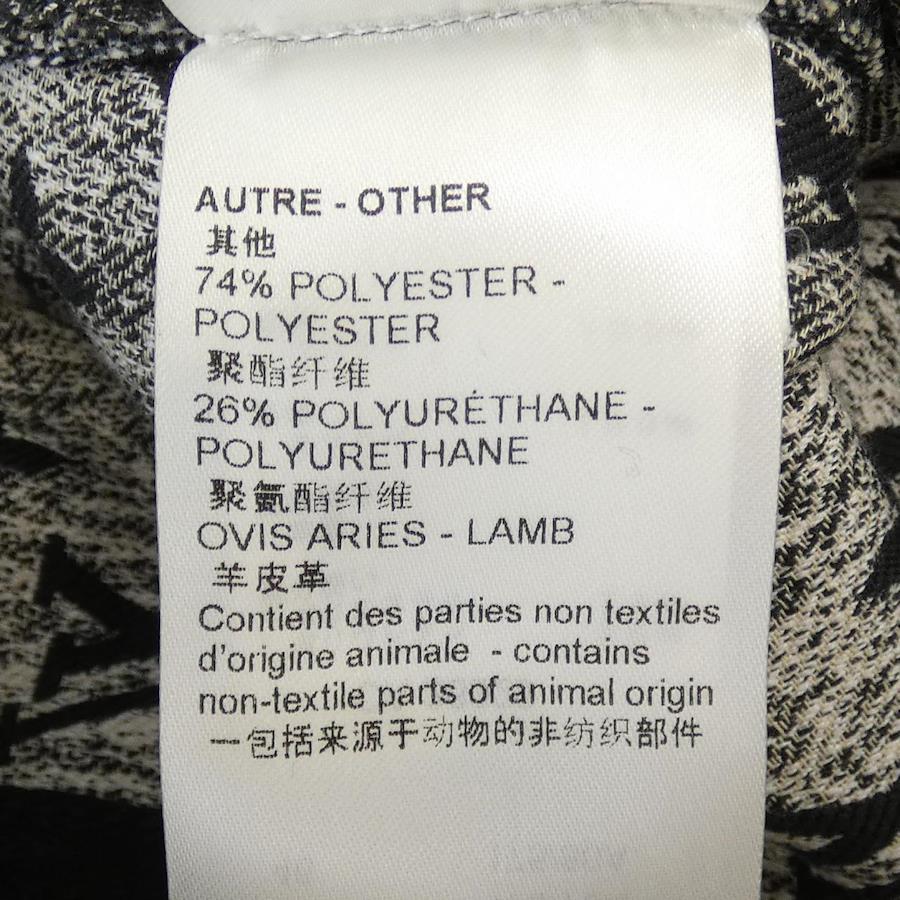 AUTRE - OTHER
其他
74% POLYESTER -
POLYESTER
聚酯纤维
26% POLYURÉTHANE -
POLYURETHANE
聚氨酯纤维
OVIS ARIES - LAMB
羊皮革
Contient des parties non textiles
d'origine animale - contains
non-textile parts of animal origin
一包括来源于动物的非纺织部件